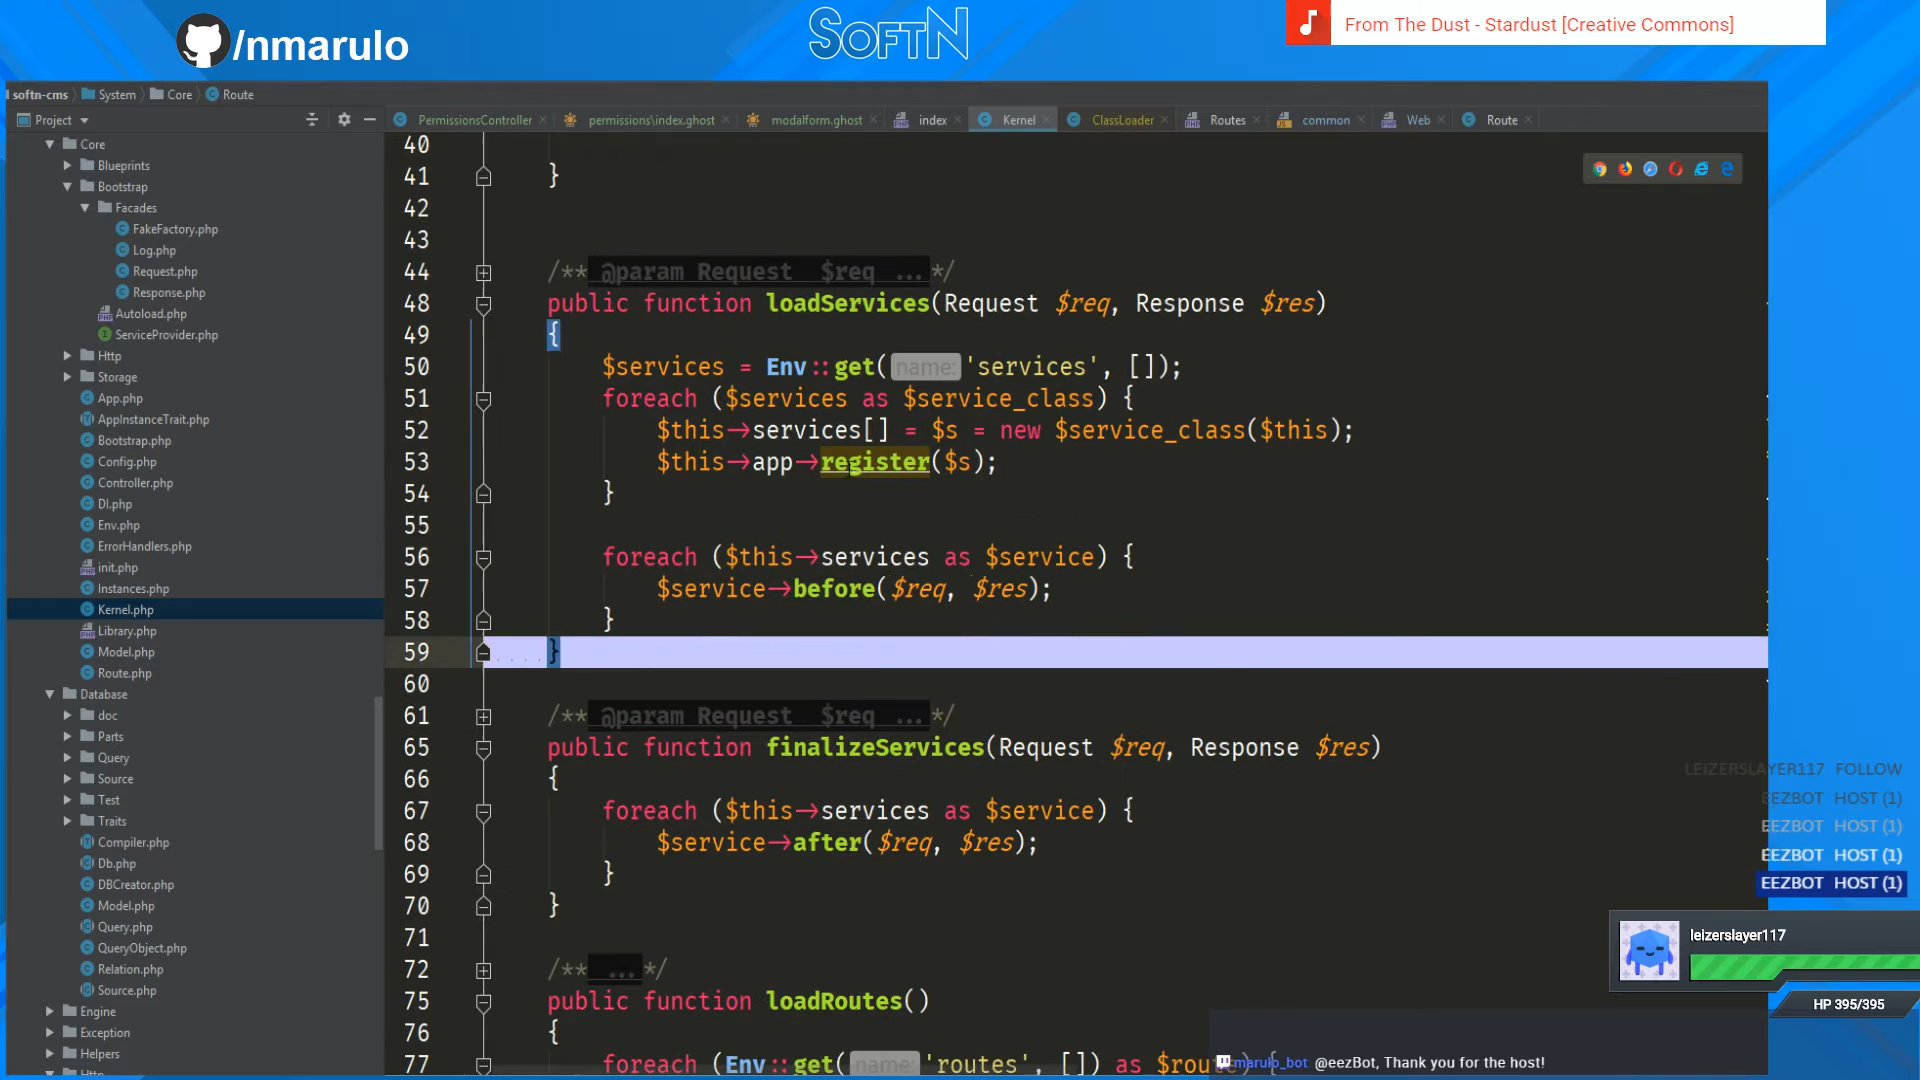 /nmarulo
SOFTN
From The Dust - Stardust [Creative Commons]
softn-cms System Core Route
Project
PermissionsController permissions\index.ghost modalform.ghost index Kernel ClassLoader Routes common Web Route
Core
Blueprints
Bootstrap
Facades
FakeFactory.php
Log.php
Request.php
Response.php
Autoload.php
ServiceProvider.php
Http
Storage
App.php
AppInstanceTrait.php
Bootstrap.php
Config.php
Controller.php
DI.php
Env.php
ErrorHandlers.php
init.php
Instances.php
Kernel.php
Library.php
Model.php
Route.php
Database
doc
Parts
Query
Source
Test
Traits
Compiler.php
Db.php
DBCreator.php
Model.php
Query.php
QueryObject.php
Relation.php
Source.php
Engine
Exception
Helpers
Http
40
41 }
42
43
44 /** @param Request $req ...*/
48 public function loadServices(Request $req, Response $res)
49 {
50 $services = Env::get( name: 'services', []);
51 foreach ($services as $service_class) {
52 $this->services[] = $s = new $service_class($this);
53 $this->app->register($s);
54 }
55
56 foreach ($this->services as $service) {
57 $service->before($req, $res);
58 }
59 }
60
61 /** @param Request $req ...*/
65 public function finalizeServices(Request $req, Response $res)
66 {
67 foreach ($this->services as $service) {
68 $service->after($req, $res);
69 }
70 }
71
72 /** ...*/
75 public function loadRoutes()
76 {
77 foreach (Env::get( name: 'routes', []) as $route) {
LEIZERSLAYER117 FOLLOW
EEZBOT HOST (1)
EEZBOT HOST (1)
EEZBOT HOST (1)
EEZBOT HOST (1)
leizerslayer117
HP 395/395
marulo_bot: @eezBot, Thank you for the host!